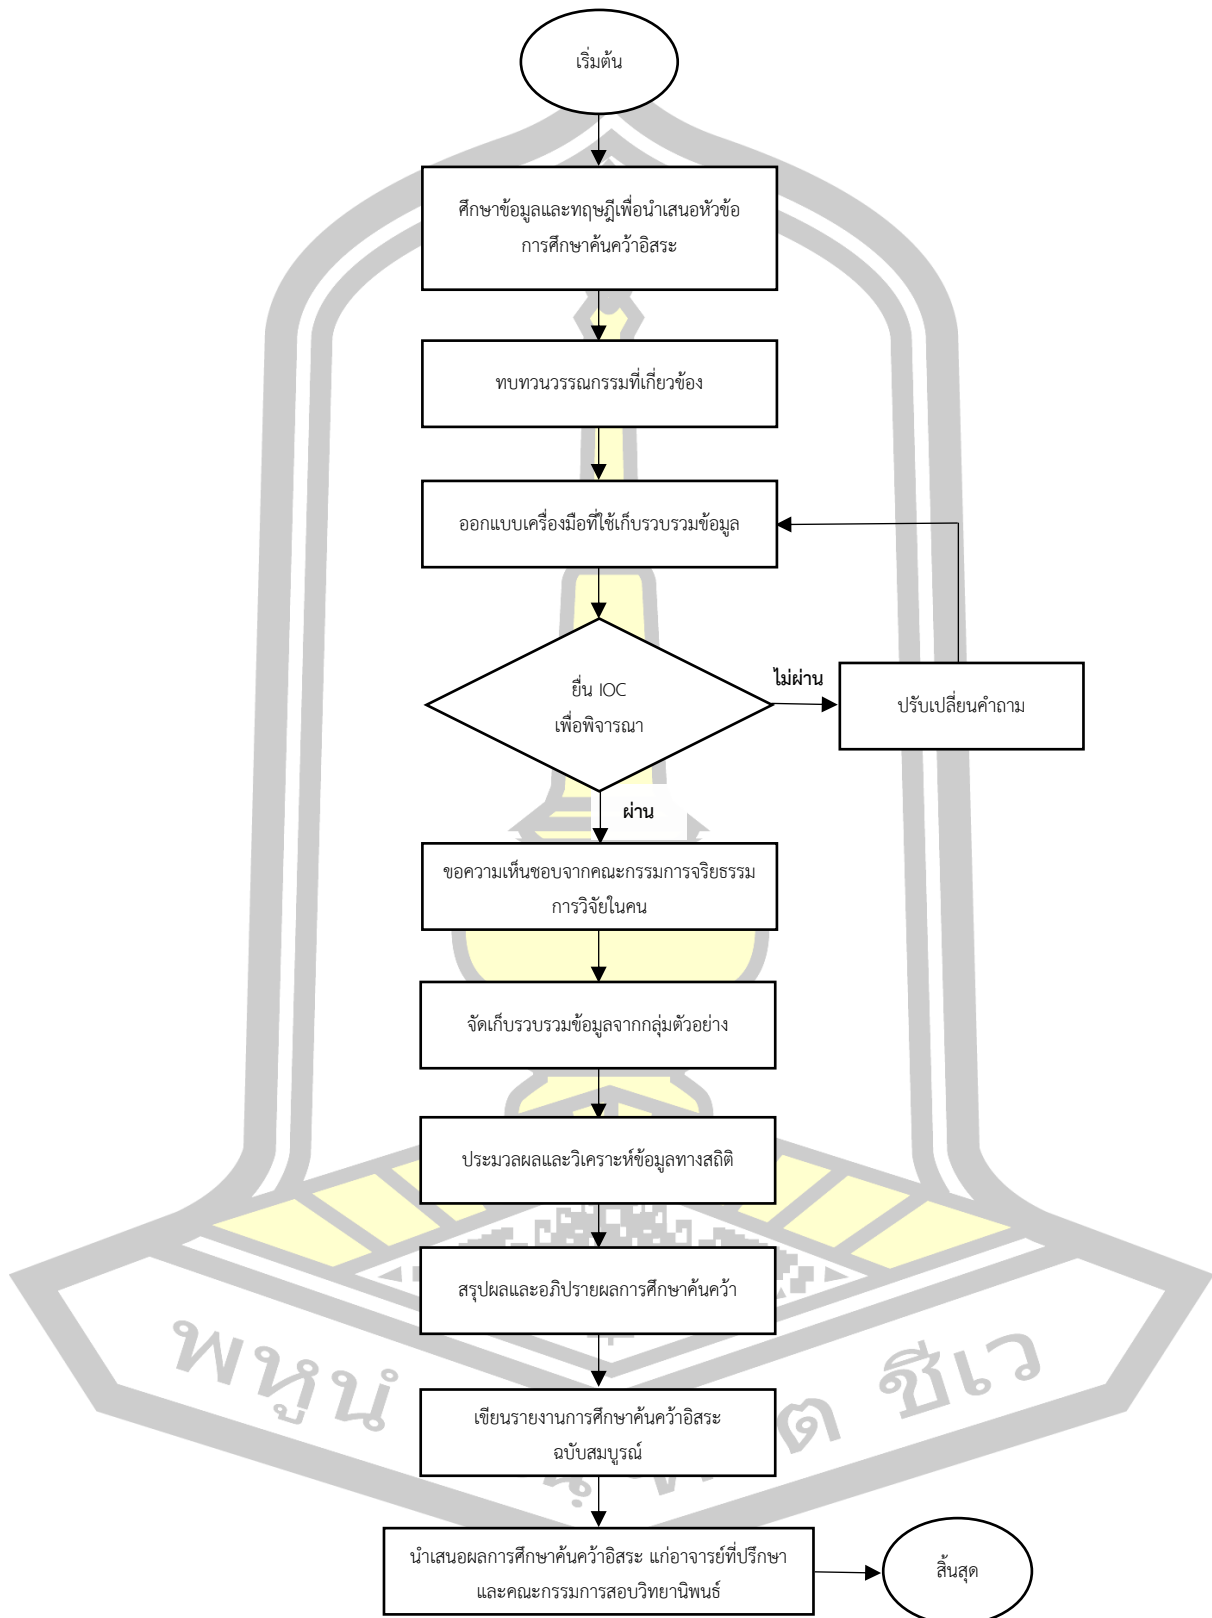 เริ่มต้น
ศึกษาข้อมูลและทฤษฎีเพื่อนำเสนอหัวข้อ
การศึกษาค้นคว้าอิสระ
ทบทวนวรรณกรรมที่เกี่ยวข้อง
ออกแบบเครื่องมือที่ใช้เก็บรวบรวมข้อมูล
ยื่น IOC
เพื่อพิจารณา
ไม่ผ่าน
ปรับเปลี่ยนคำถาม
ผ่าน
ขอความเห็นชอบจากคณะกรรมการจริยธรรม
การวิจัยในคน
จัดเก็บรวบรวมข้อมูลจากกลุ่มตัวอย่าง
ประมวลผลและวิเคราะห์ข้อมูลทางสถิติ
สรุปผลและอภิปรายผลการศึกษาค้นคว้า
พหูนํ
ชีเว
เขียนรายงานการศึกษาค้นคว้าอิสระ
ฉบับสมบูรณ์
นำเสนอผลการศึกษาค้นคว้าอิสระ แก่อาจารย์ที่ปรึกษา
และคณะกรรมการสอบวิทยานิพนธ์
สิ้นสุด